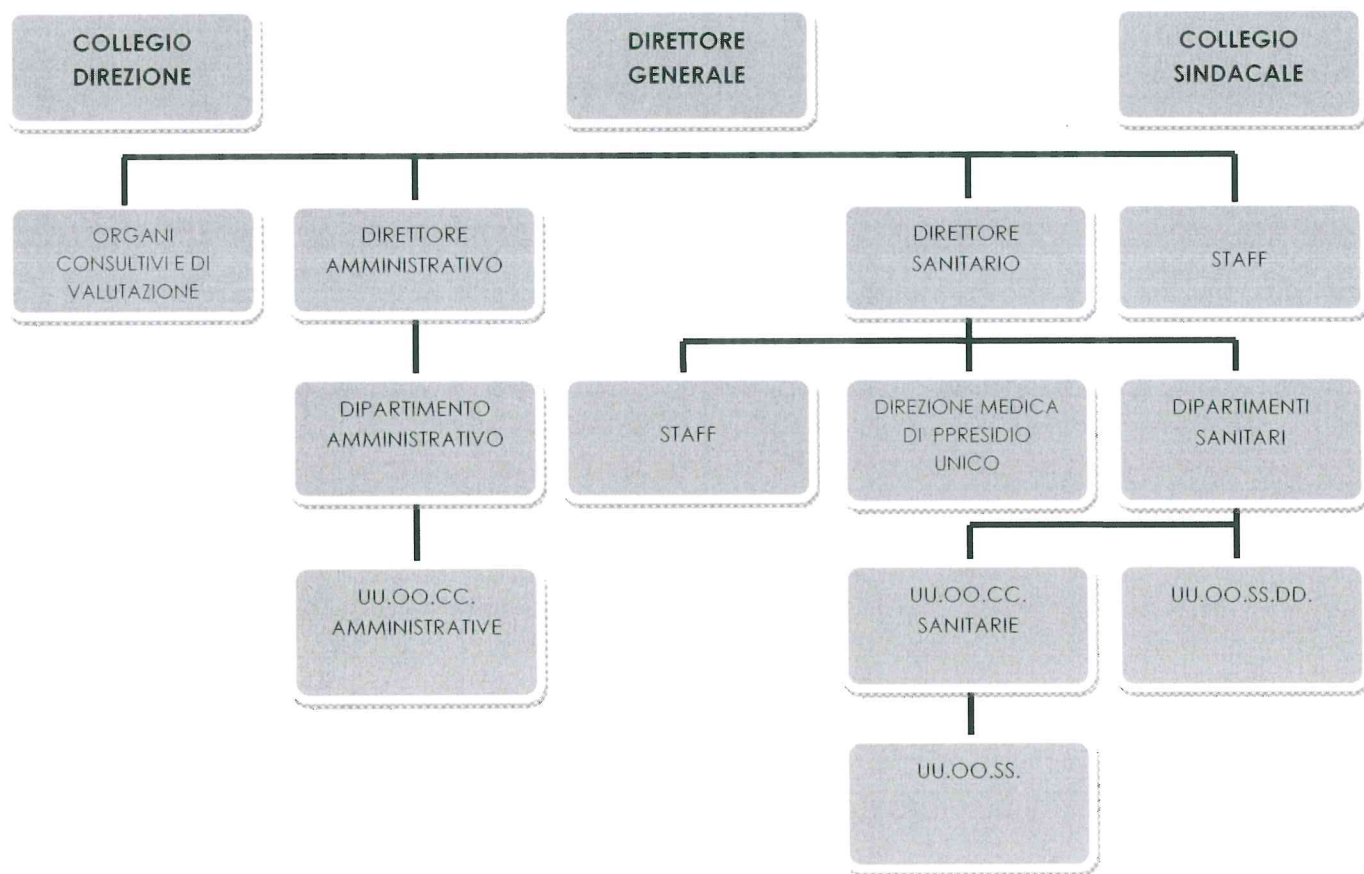 COLLEGIO
DIREZIONE
DIRETTORE
GENERALE
COLLEGIO
SINDACALE
ORGANI
CONSULTIVI E DI
VALUTAZIONE
DIRETTORE
AMMINISTRATIVO
DIRETTORE
SANITARIO
STAFF
DIPARTIMENTO
AMMINISTRATIVO
STAFF
DIREZIONE MEDICA
DI PPRESIDIO
UNICO
DIPARTIMENTI
SANITARI
UU.OO.CC.
AMMINISTRATIVE
UU.OO.CC.
SANITARIE
UU.OO.SS.DD.
UU.OO.SS.